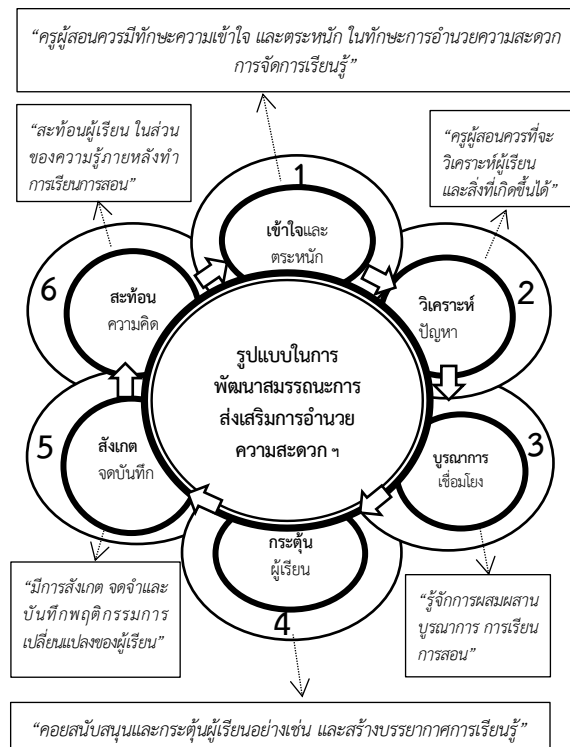 “ครูผู้สอนควรมีทักษะความเข้าใจ และตระหนัก ในทักษะการอำนวยความสะดวก
การจัดการเรียนรู้”
“สะท้อนผู้เรียน ในส่วน
ของความรู้ภายหลังทำ
การเรียนการสอน”
“ครูผู้สอนควรที่จะ
วิเคราะห์ผู้เรียน
และสิ่งที่เกิดขึ้นได้”
1
เข้าใจและ
ตระหนัก
2
วิเคราะห์
ปัญหา
3
บูรณาการ
เชื่อมโยง
4
กระตุ้น
ผู้เรียน
5
สังเกต
จดบันทึก
6
สะท้อน
ความคิด
รูปแบบในการ
พัฒนาสมรรถนะการ
ส่งเสริมการอำนวย
ความสะดวก ฯ
“มีการสังเกต จดจำและ
บันทึกพฤติกรรมการ
เปลี่ยนแปลงของผู้เรียน”
“รู้จักการผสมผสาน
บูรณาการ การเรียน
การสอน”
“คอยสนับสนุนและกระตุ้นผู้เรียนอย่างเช่น และสร้างบรรยากาศการเรียนรู้”